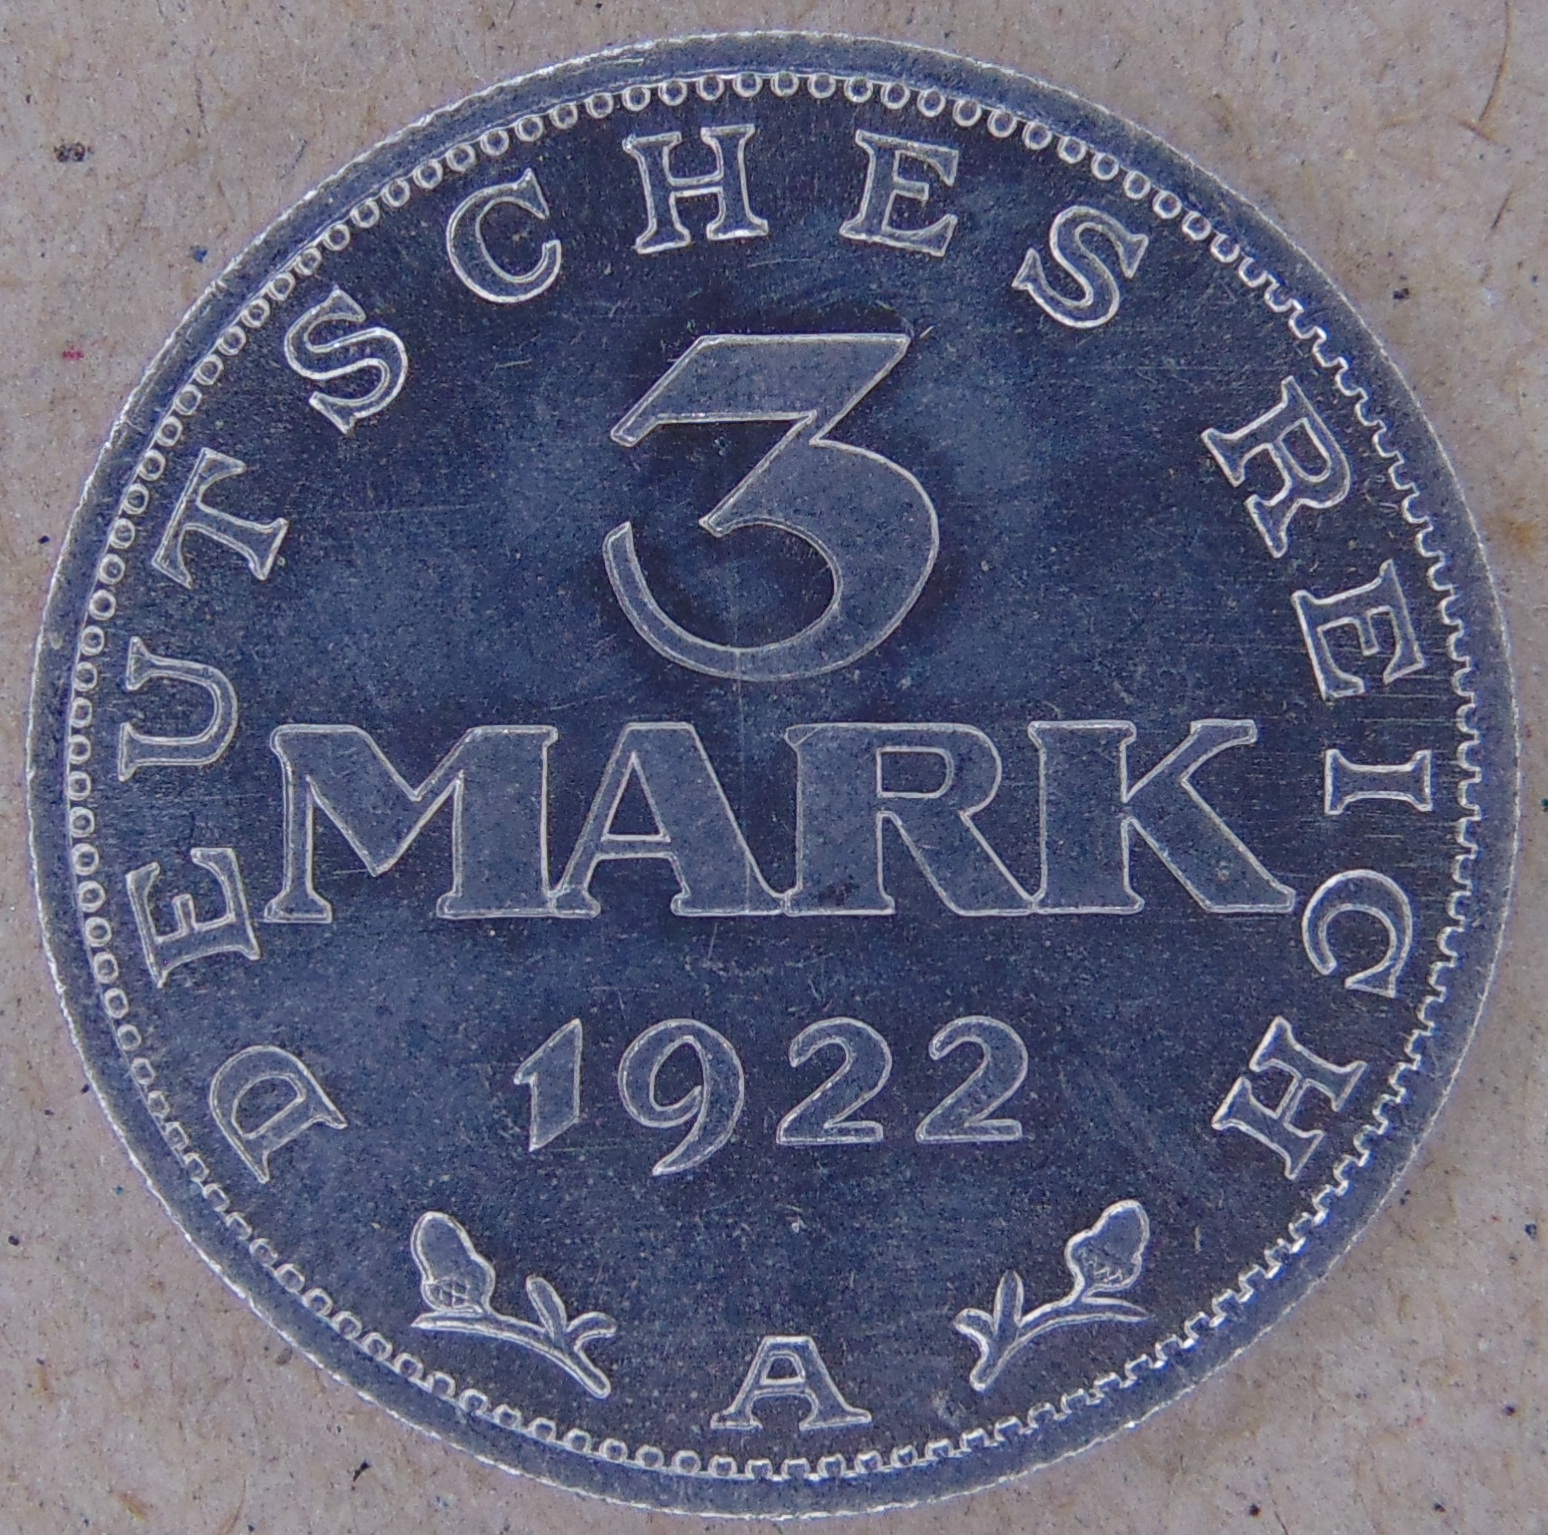 DEUTSCHES REICH
3
MARK
1922
A